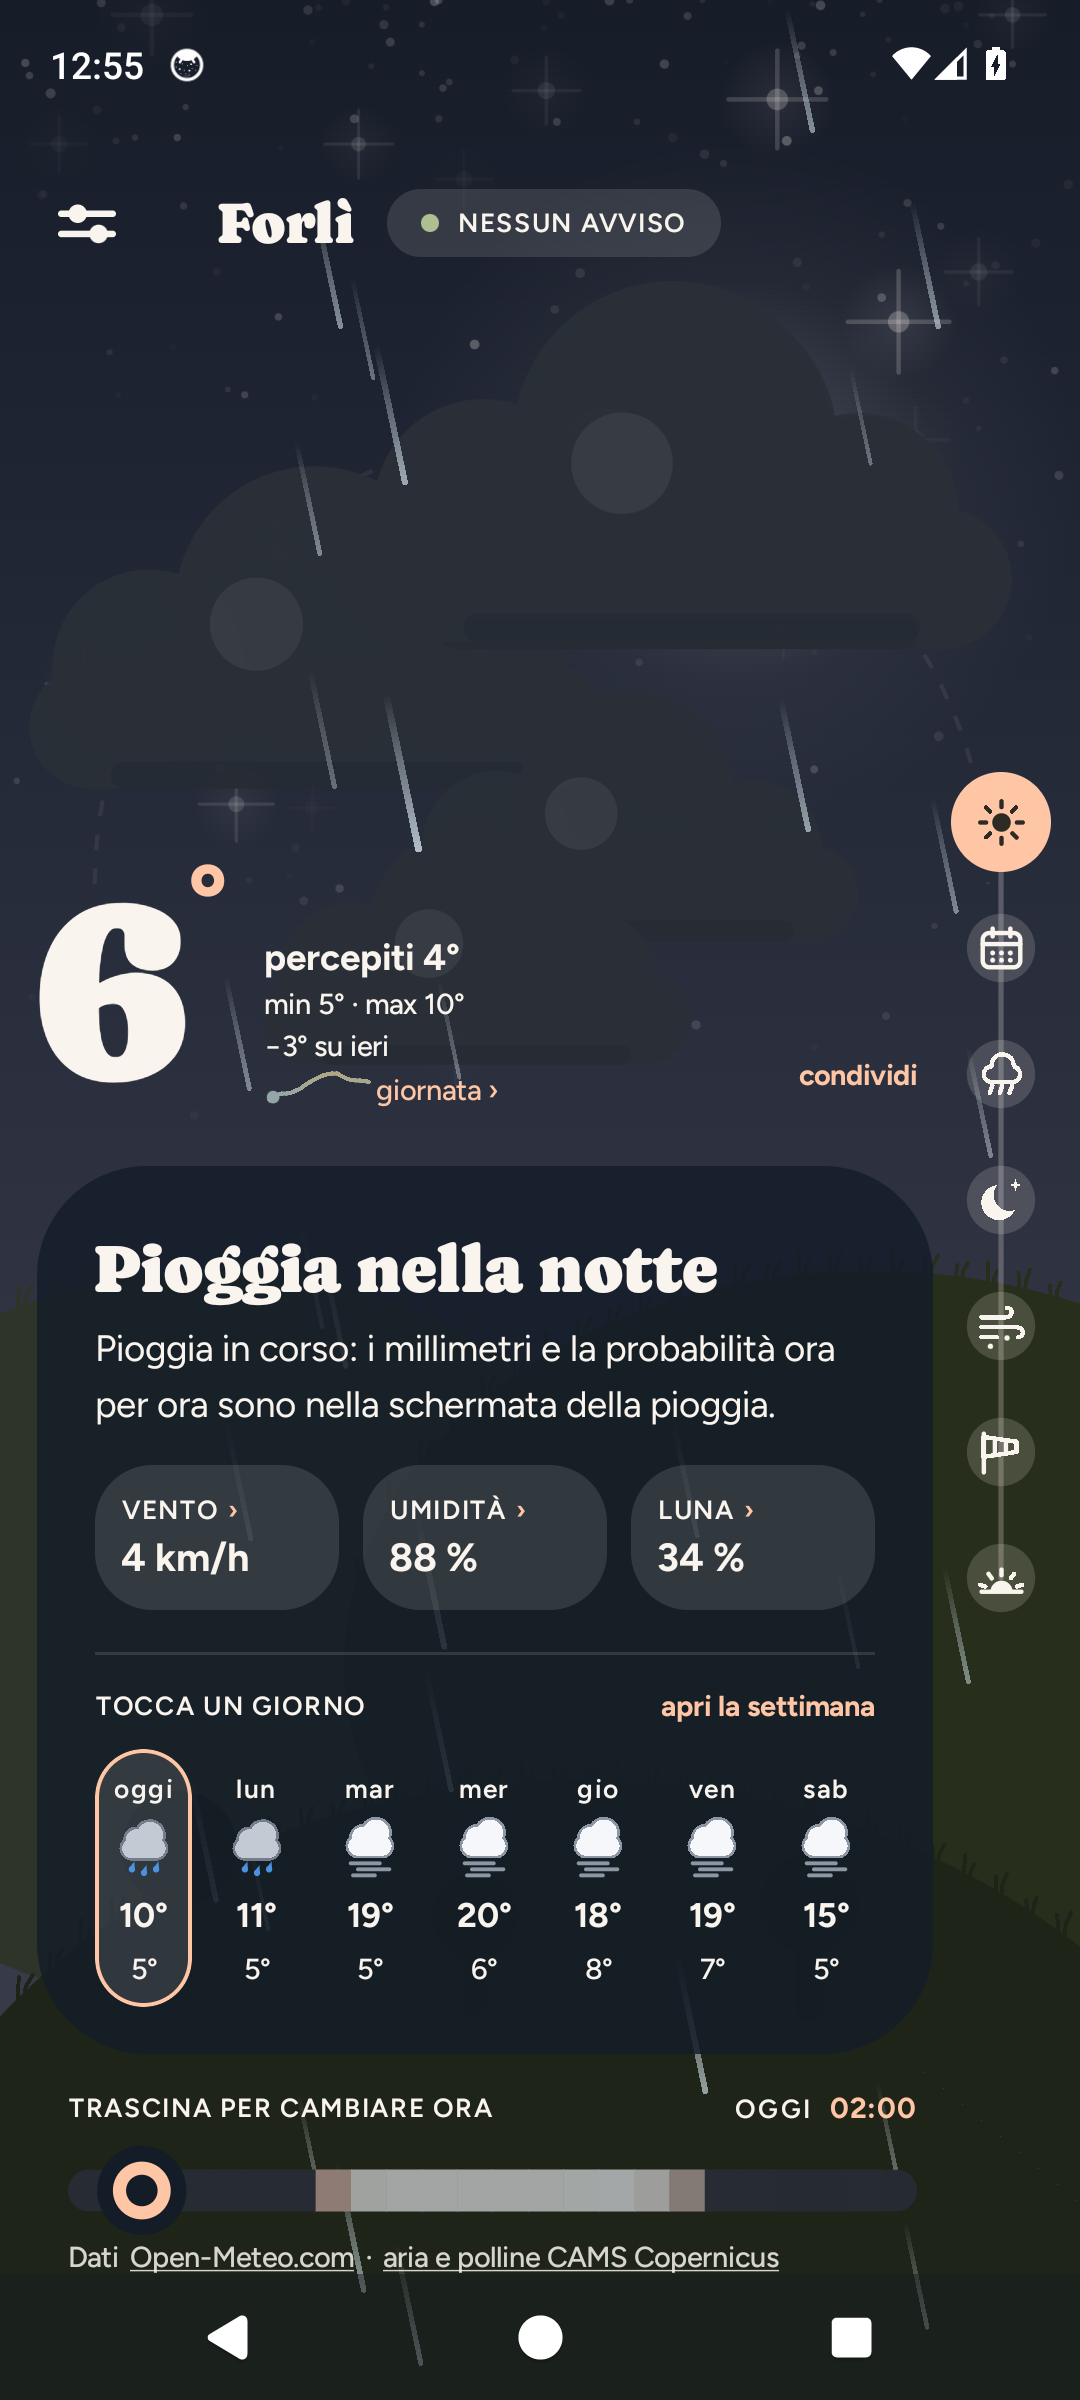 12:55
Forlì
NESSUN AVVISO
6°
percepiti 4°
min 5° · max 10°
−3° su ieri
giornata ›
condividi
Pioggia nella notte
Pioggia in corso: i millimetri e la probabilità ora
per ora sono nella schermata della pioggia.
VENTO › UMIDITÀ › LUNA ›
4 km/h 88 % 34 %
TOCCA UN GIORNO apri la settimana
oggi lun mar mer gio ven sab
10° 11° 19° 20° 18° 19° 15°
5° 5° 5° 6° 8° 7° 5°
TRASCINA PER CAMBIARE ORA OGGI 02:00
Dati Open-Meteo.com · aria e polline CAMS Copernicus